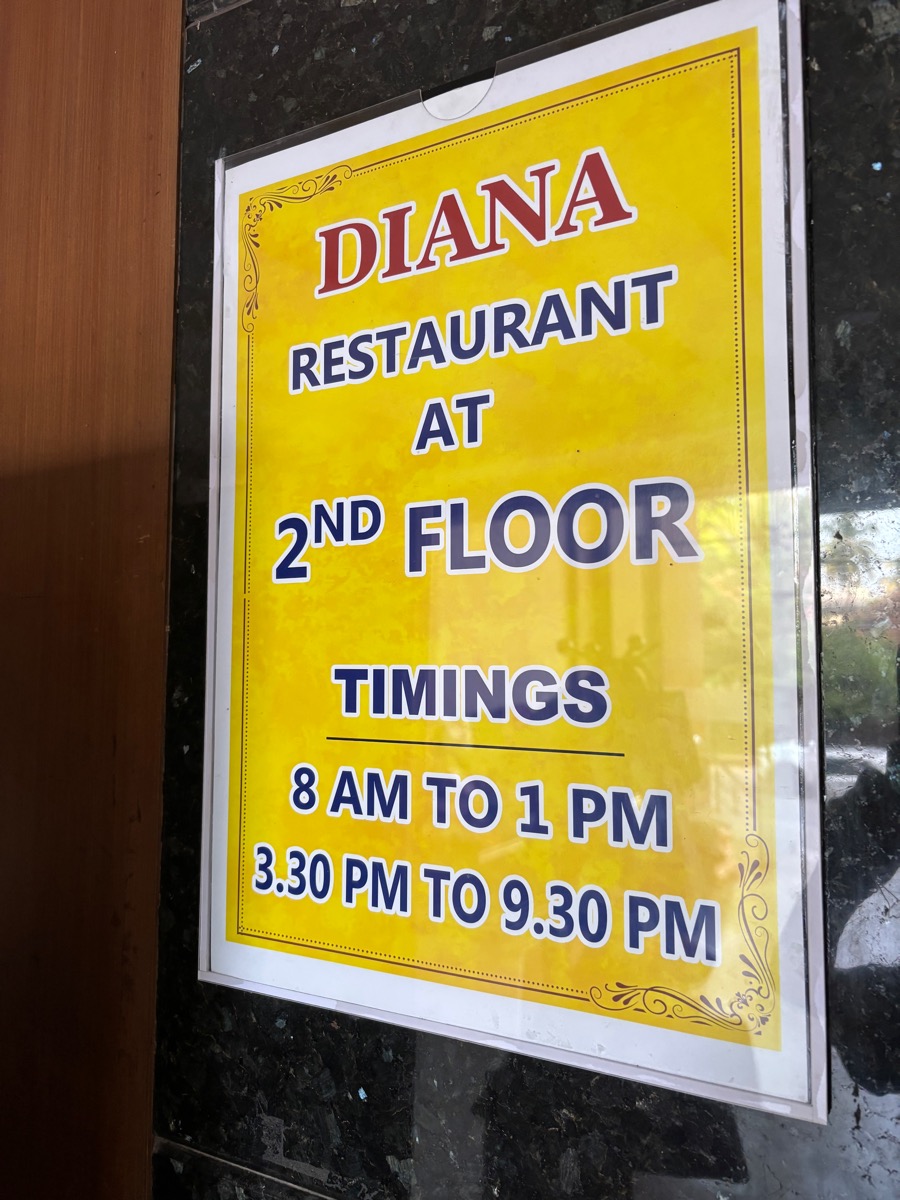 DIANA
RESTAURANT
AT
2ND FLOOR
TIMINGS
8 AM TO 1 PM
3.30 PM TO 9.30 PM